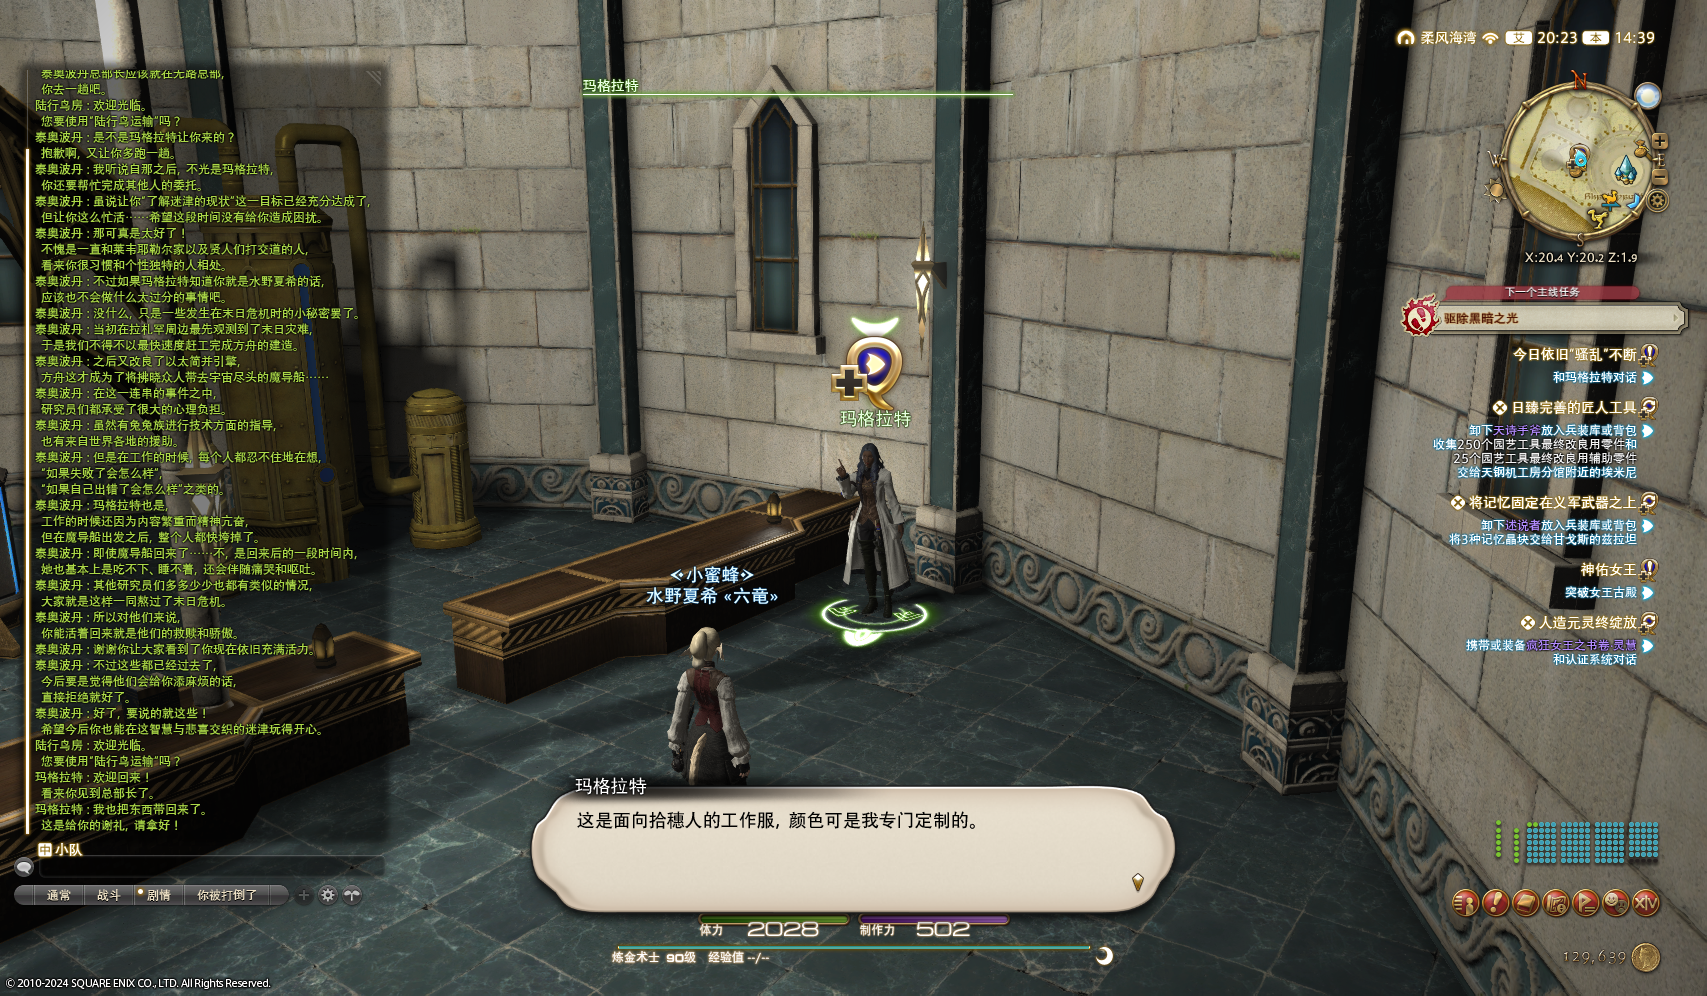 泰奥波丹总部长应该就在无路总部,
你去一趟吧。
陆行鸟房：欢迎光临。
您要使用“陆行鸟运输”吗？
泰奥波丹：是不是玛格拉特让你来的？
抱歉啊, 又让你多跑一趟。
泰奥波丹：我听说自那之后, 不光是玛格拉特,
你还要帮忙完成其他人的委托。
泰奥波丹：虽说让你“了解迷津的现状”这一目标已经充分达成了,
但让你这么忙活……希望这段时间没有给你造成困扰。
泰奥波丹：那可真是太好了！
不愧是一直和莱韦耶勒尔家以及贤人们打交道的人,
看来你很习惯和个性独特的人相处。
泰奥波丹：不过如果玛格拉特知道你就是水野夏希的话,
应该也不会做什么太过分的事情吧。
泰奥波丹：没什么, 只是一些发生在末日危机时的小秘密罢了。
泰奥波丹：当初在拉札罕周边最先观测到了末日灾难,
于是我们不得不以最快速度赶工完成方舟的建造。
泰奥波丹：之后又改良了以太简并引擎,
方舟这才成为了将拂晓众人带去宇宙尽头的魔导船……
泰奥波丹：在这一连串的事件之中,
研究员们都承受了很大的心理负担。
泰奥波丹：虽然有兔兔族进行技术方面的指导,
也有来自世界各地的援助。
泰奥波丹：但是在工作的时候, 每个人都忍不住地在想,
“如果失败了会怎么样”,
“如果自己出错了会怎么样”之类的。
泰奥波丹：玛格拉特也是,
工作的时候还因为内容繁重而精神亢奋,
但在魔导船出发之后, 整个人都快垮掉了。
泰奥波丹：即使魔导船回来了……不, 是回来后的一段时间内,
她也基本上是吃不下、睡不着, 还会伴随痛哭和呕吐。
泰奥波丹：其他研究员们多多少少也都有类似的情况,
大家就是这样一同熬过了末日危机。
泰奥波丹：所以对他们来说,
你能活着回来就是他们的救赎和骄傲。
泰奥波丹：谢谢你让大家看到了你现在依旧充满活力。
泰奥波丹：不过这些都已经过去了,
今后要是觉得他们会给你添麻烦的话,
直接拒绝就好了。
泰奥波丹：好了, 要说的就这些！
希望今后你也能在这智慧与悲喜交织的迷津玩得开心。
陆行鸟房：欢迎光临。
您要使用“陆行鸟运输”吗？
玛格拉特：欢迎回来！
看来你见到总部长了。
玛格拉特：我也把东西带回来了。
这是给你的谢礼, 请拿好！
小队
通常 战斗 剧情 你被打倒了
玛格拉特
玛格拉特
小蜜蜂
水野夏希 «六竜»
玛格拉特
这是面向拾穗人的工作服, 颜色可是我专门定制的。
体力 2028 制作力 502
炼金术士 90级 经验值 --/--
柔风海湾 艾 20:23 本 14:39
N
W
E
S
X:20.4 Y:20.2 Z:1.9
下一个主线任务
驱除黑暗之光
今日依旧“骚乱”不断
和玛格拉特对话
日臻完善的匠人工具
卸下天诗手斧放入兵装库或背包
收集250个园艺工具最终改良用零件和
25个园艺工具最终改良用辅助零件
交给天钢机工房分馆附近的埃米尼
将记忆固定在义军武器之上
卸下述说者放入兵装库或背包
将3种记忆晶块交给甘戈斯的兹拉坦
神佑女王
突破女王古殿
人造元灵终绽放
携带或装备疯狂女王之书卷·灵慧
和认证系统对话
XIV
129,639
© 2010-2024 SQUARE ENIX CO., LTD. All Rights Reserved.